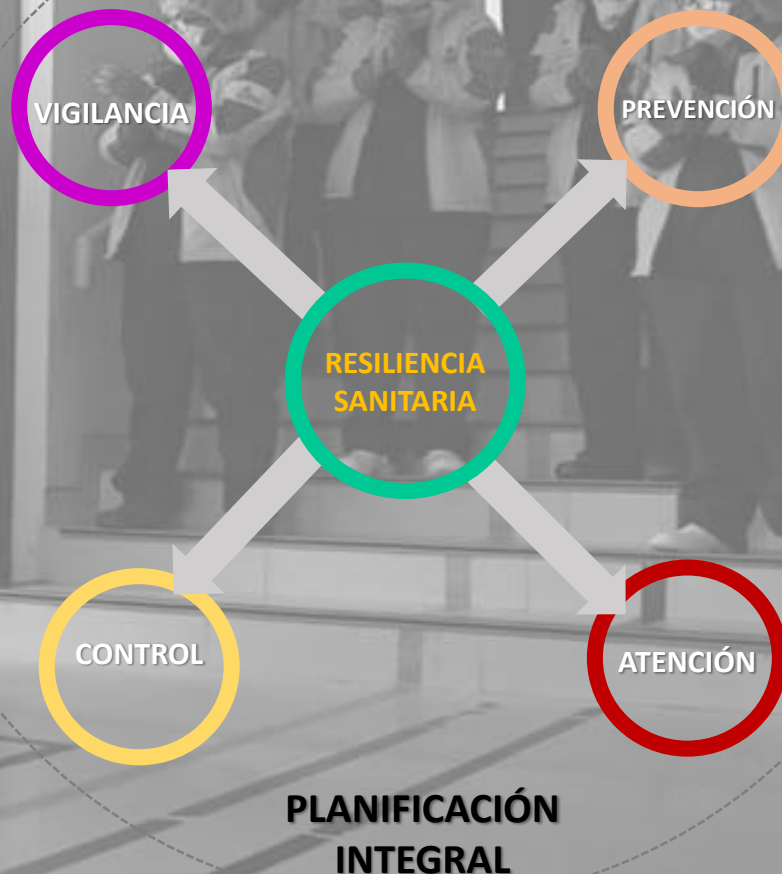 VIGILANCIA
PREVENCIÓN
RESILIENCIA
SANITARIA
CONTROL
ATENCIÓN
PLANIFICACIÓN
INTEGRAL